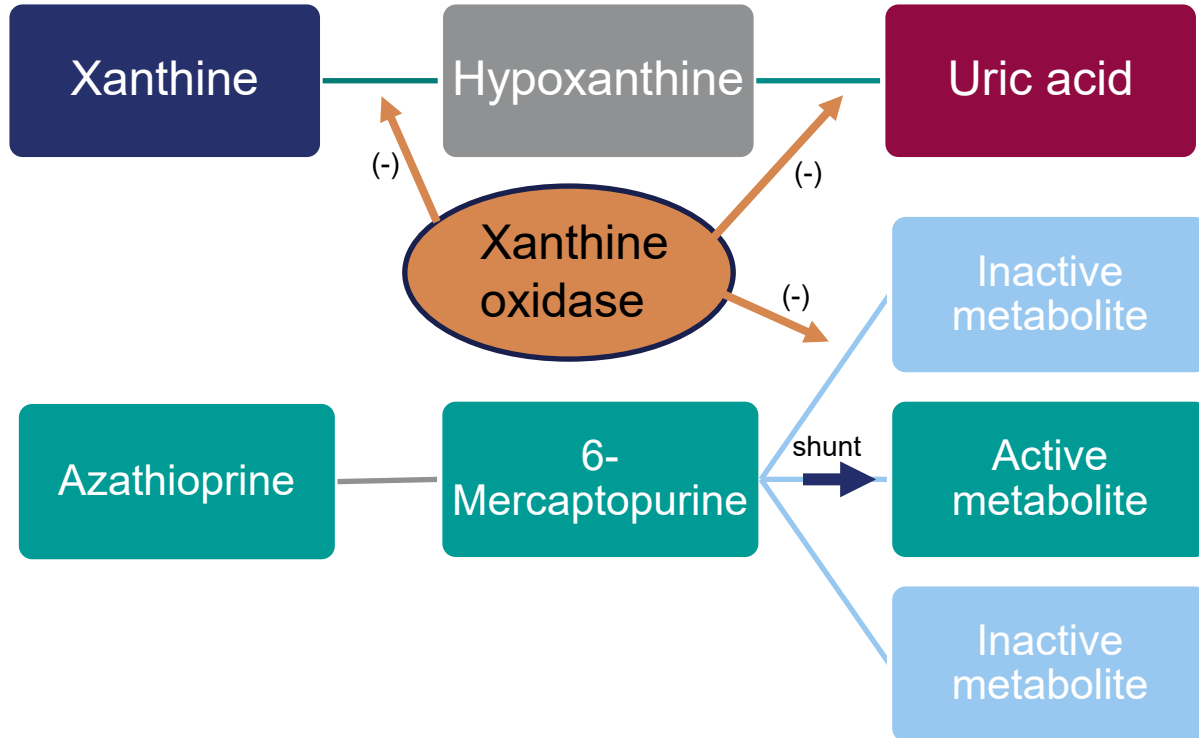 Xanthine
Hypoxanthine
Uric acid
(-)
(-)
Xanthine
oxidase
(-)
Inactive
metabolite
Azathioprine
6-
Mercaptopurine
shunt
Active
metabolite
Inactive
metabolite